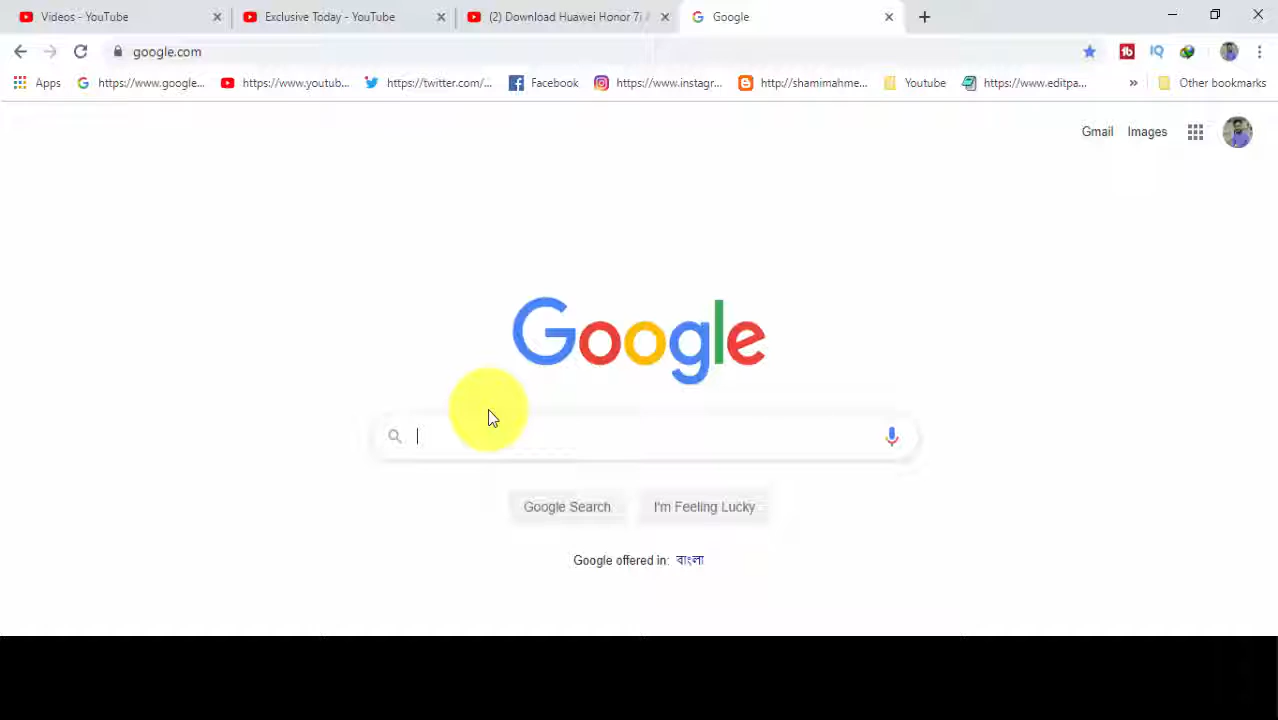 Videos - YouTube
Exclusive Today - YouTube
(2) Download Huawei Honor 7i
Google
google.com
Apps
https://www.google...
https://www.youtub...
https://twitter.com/...
Facebook
https://www.instagr...
http://shamimahme...
Youtube
https://www.editpa...
»
Other bookmarks
Gmail
Images
Google
Google Search
I'm Feeling Lucky
Google offered in: বাংলা